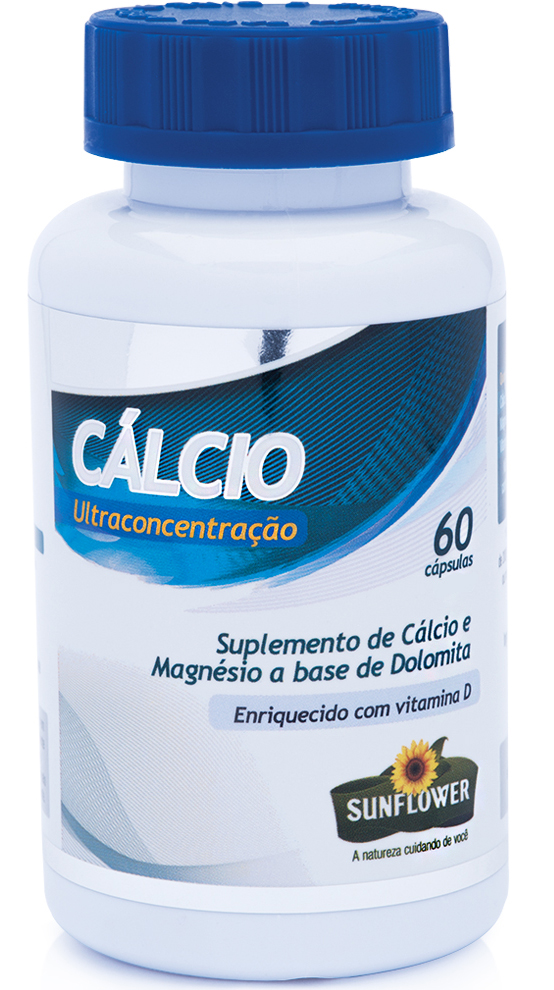 CÁLCIO
Ultraconcentração
60
cápsulas
Suplemento de Cálcio e
Magnésio a base de Dolomita
Enriquecido com vitamina D
SUNFLOWER
A natureza cuidando de você